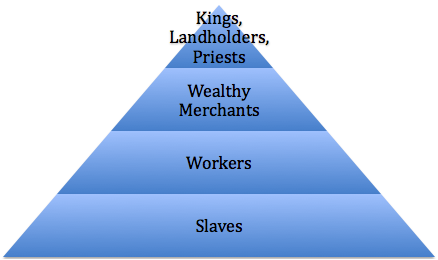 Kings,
Landholders,
Priests
Wealthy
Merchants
Workers
Slaves